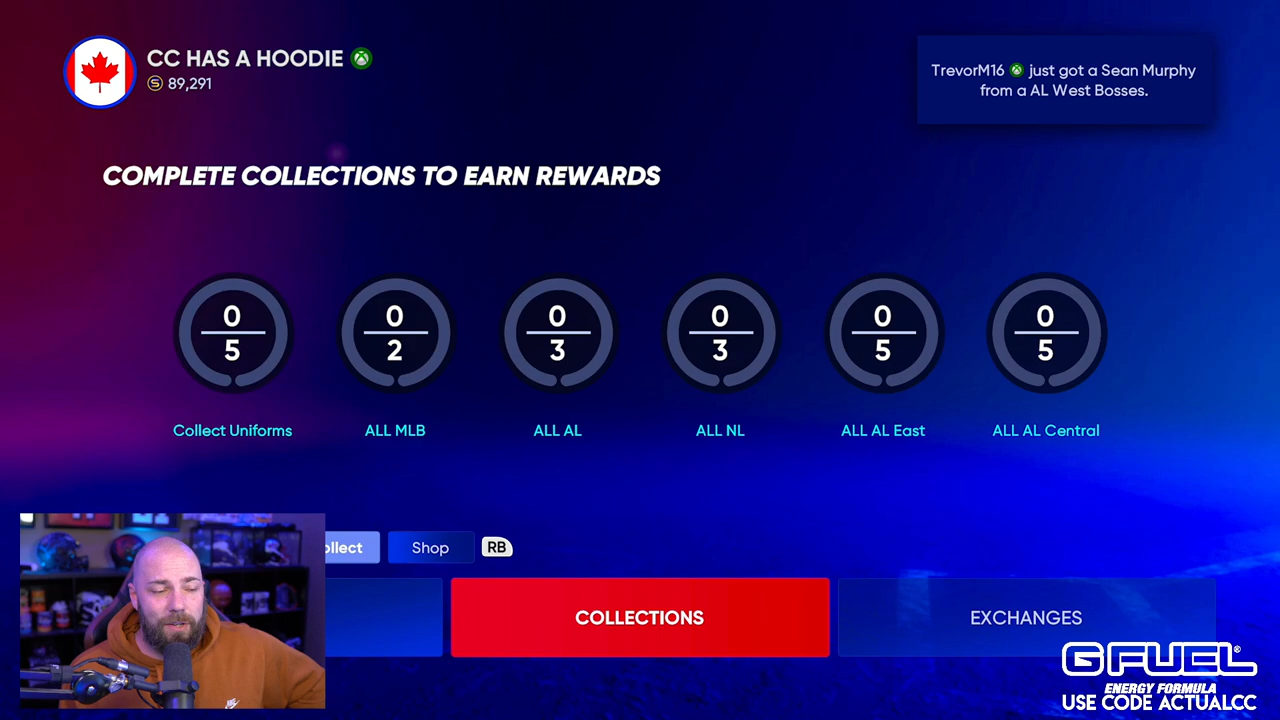 CC HAS A HOODIE
89,291
TrevorM16 just got a Sean Murphy
from a AL West Bosses.
COMPLETE COLLECTIONS TO EARN REWARDS
0
5
Collect Uniforms
0
2
ALL MLB
0
3
ALL AL
0
3
ALL NL
0
5
ALL AL East
0
5
ALL AL Central
ollect
Shop
RB
COLLECTIONS
EXCHANGES
G FUEL®
ENERGY FORMULA
USE CODE ACTUALCC